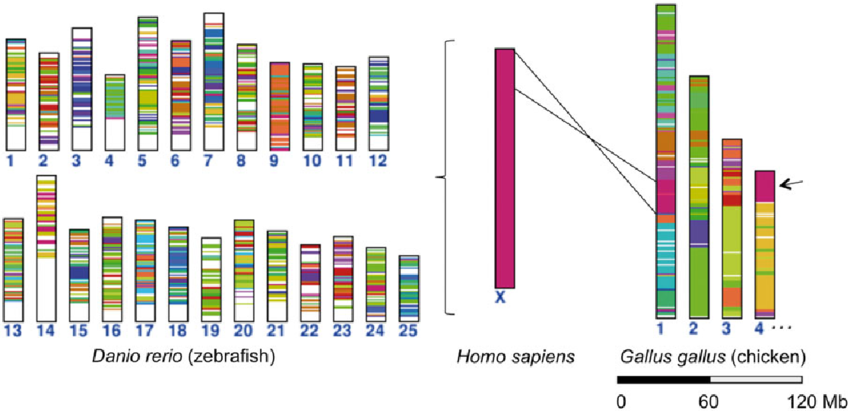 1 2 3 4 5 6 7 8 9 10 11 12
13 14 15 16 17 18 19 20 21 22 23 24 25
Danio rerio (zebrafish)
X
Homo sapiens
1 2 3 4 ...
Gallus gallus (chicken)
0 60 120 Mb